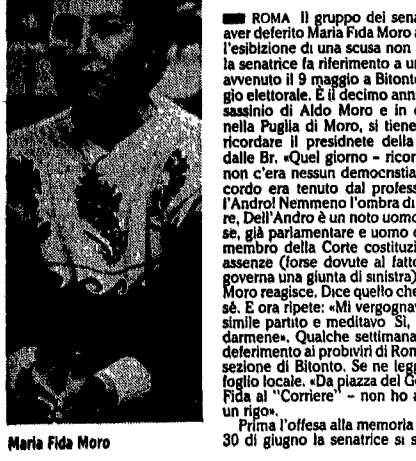 ROMA Il gruppo dei sena
aver deferito Maria Fida Moro a
l'esibizione di una scusa non
la senatrice fa riferimento a un
avvenuto il 9 maggio a Bitonto
gio elettorale. È il decimo anni
sassinio di Aldo Moro e in
nella Puglia di Moro, si tiene
ricordare il presidnete della
dalle Br. «Quel giorno - ricor
non c'era nessun democnstia
cordo era tenuto dal profess
l'Andro! Nemmeno l'ombra di
re, Dell'Andro è un noto uomo
se, già parlamentare e uomo
membro della Corte costituzi
assenze (forse dovute al fatto
governa una giunta di sinistra)
Moro reagisce. Dice quello che
sé. E ora ripete: «Mi vergognav
simile partito e meditavo Si,
darmene». Qualche settimana
deferimento ai probiviri di Rom
sezione di Bitonto. Se ne legg
foglio locale. «Da piazza del G
Fida al "Corriere" - non ho a
un rigo».
Prima l'offesa alla memoria
30 di giugno la senatrice si s
Maria Fida Moro